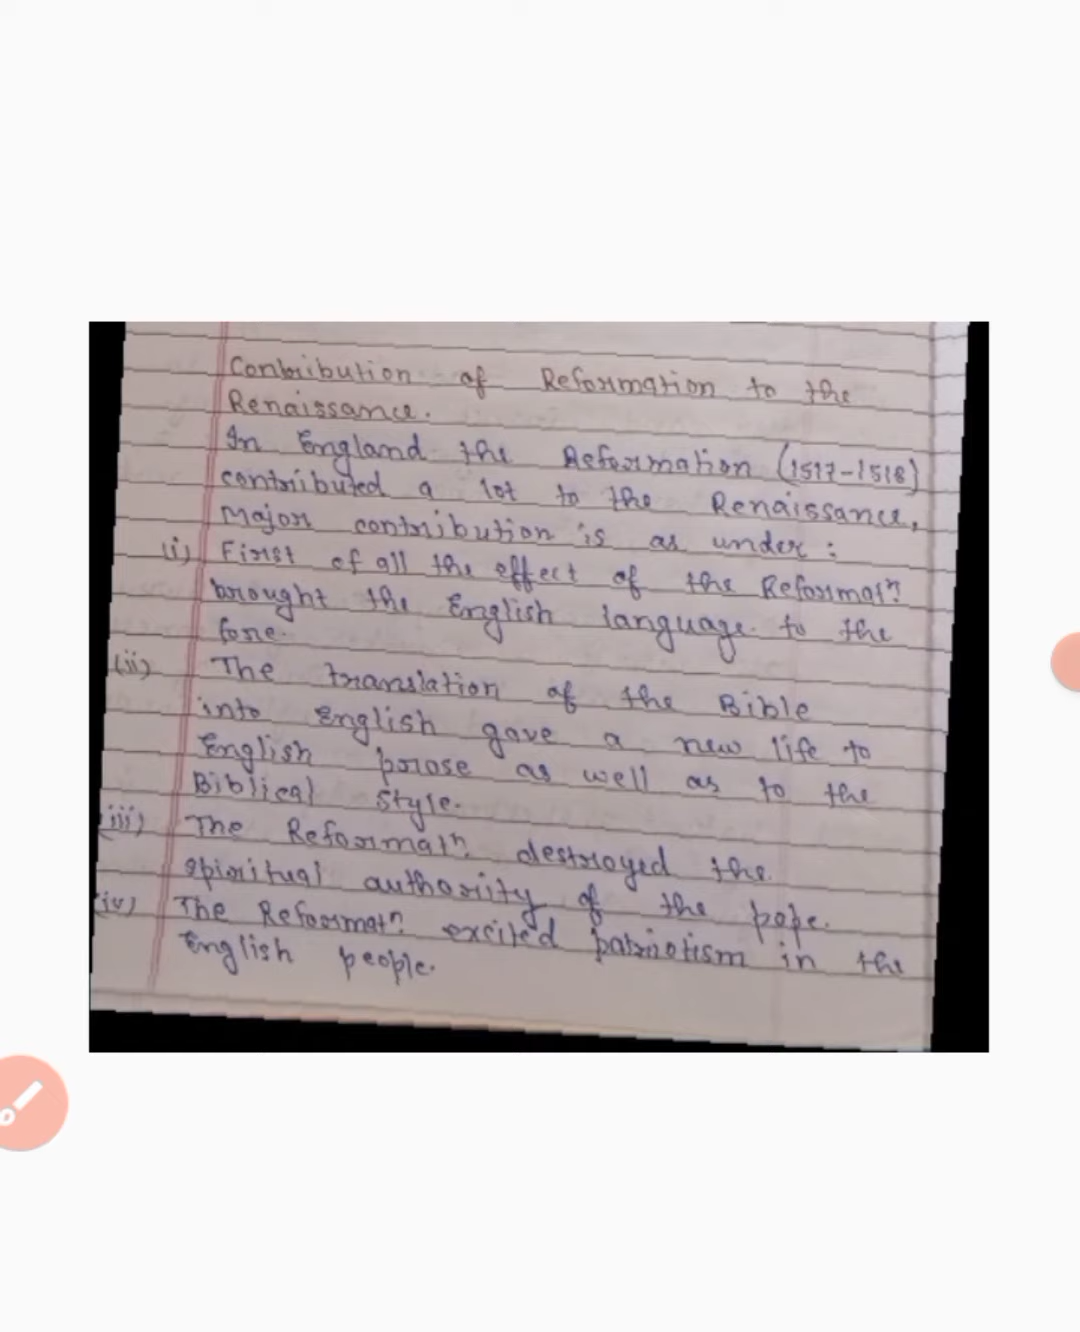 Contribution of Reformation to the
Renaissance.
In England the Reformation (1517-1518)
contributed a lot to the Renaissance,
Major contribution is as under :
(i) First of all the effect of the Reformatn
brought the English language to the
fore.
(ii) The translation of the Bible
into English gave a new life to
English prose as well as to the
Biblical style.
(iii) The Reformatn destroyed the
spiritual authority of the pope.
(iv) The Reformatn excited patriotism in the
English people.